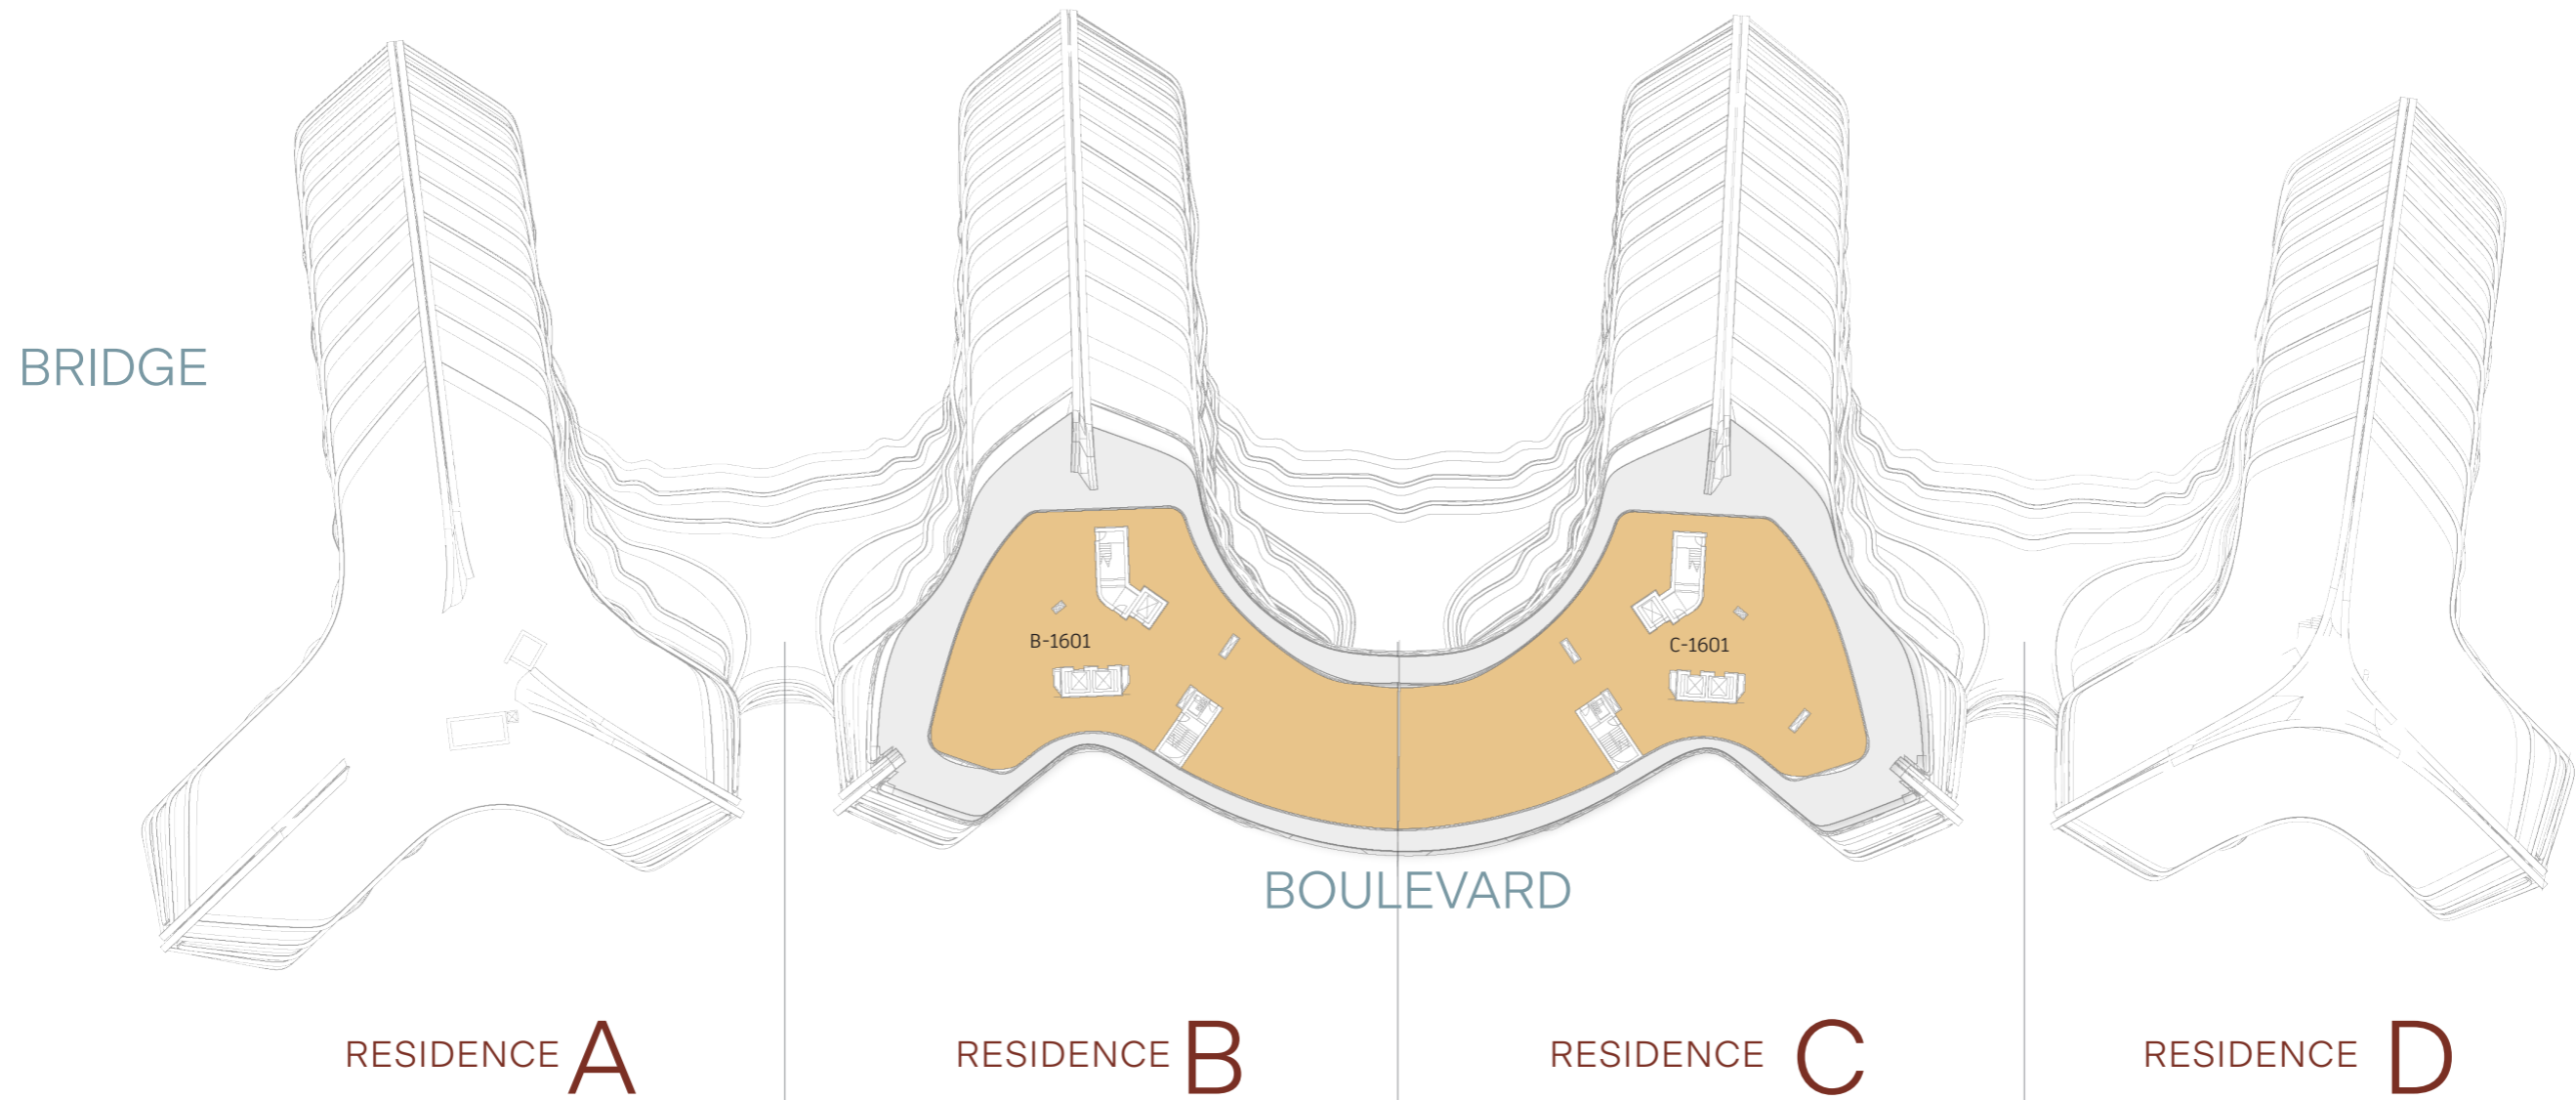 BRIDGE
B-1601
C-1601
BOULEVARD
RESIDENCE A
RESIDENCE B
RESIDENCE C
RESIDENCE D